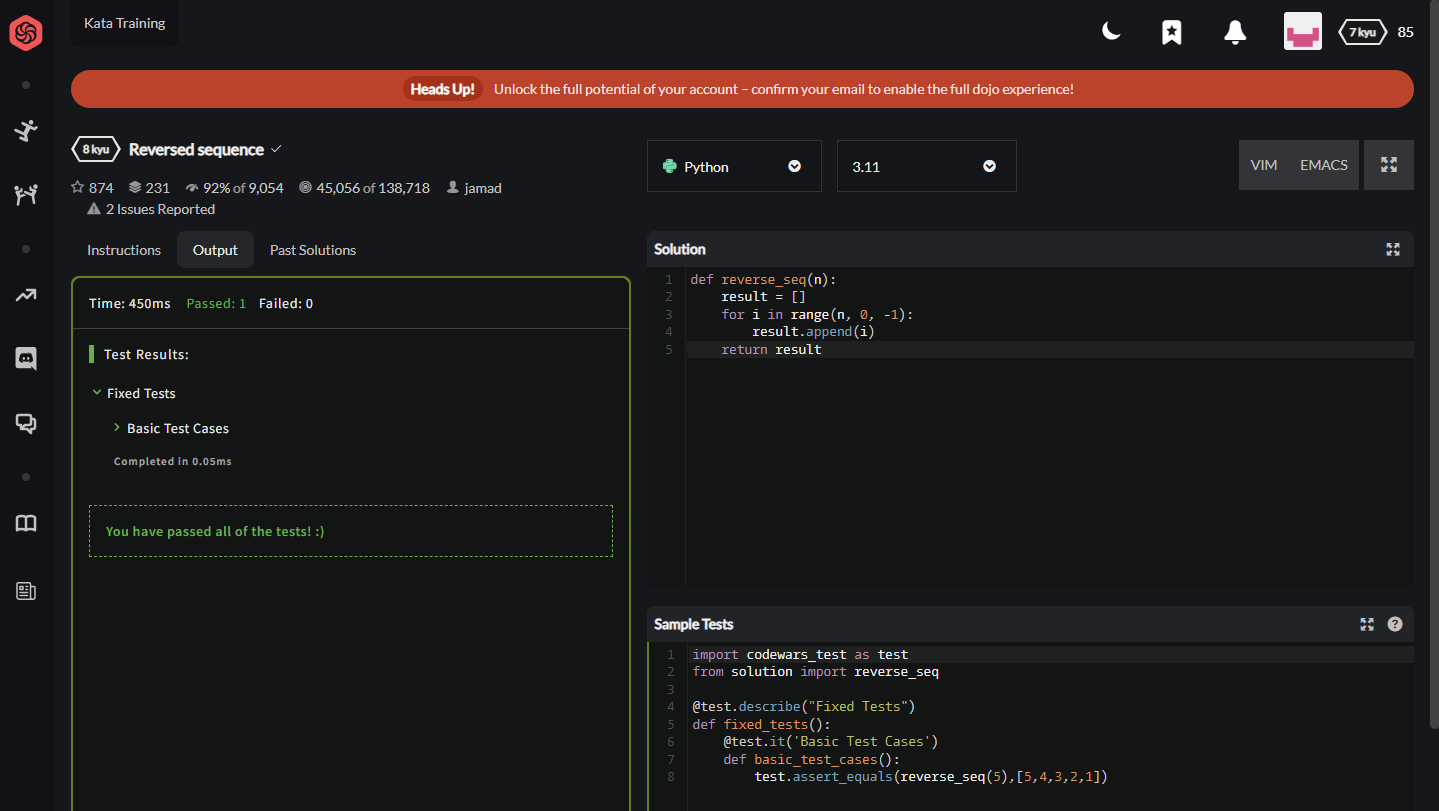 Kata Training
7 kyu 85
Heads Up! Unlock the full potential of your account – confirm your email to enable the full dojo experience!
8 kyu Reversed sequence
874 231 92% of 9,054 45,056 of 138,718 jamad
2 Issues Reported
Python
3.11
VIM EMACS
Instructions Output Past Solutions
Time: 450ms Passed: 1 Failed: 0
Test Results:
Fixed Tests
Basic Test Cases
Completed in 0.05ms
You have passed all of the tests! :)
Solution
1 def reverse_seq(n):
2     result = []
3     for i in range(n, 0, -1):
4         result.append(i)
5     return result
Sample Tests
?
1 import codewars_test as test
2 from solution import reverse_seq
3
4 @test.describe("Fixed Tests")
5 def fixed_tests():
6     @test.it('Basic Test Cases')
7     def basic_test_cases():
8         test.assert_equals(reverse_seq(5),[5,4,3,2,1])